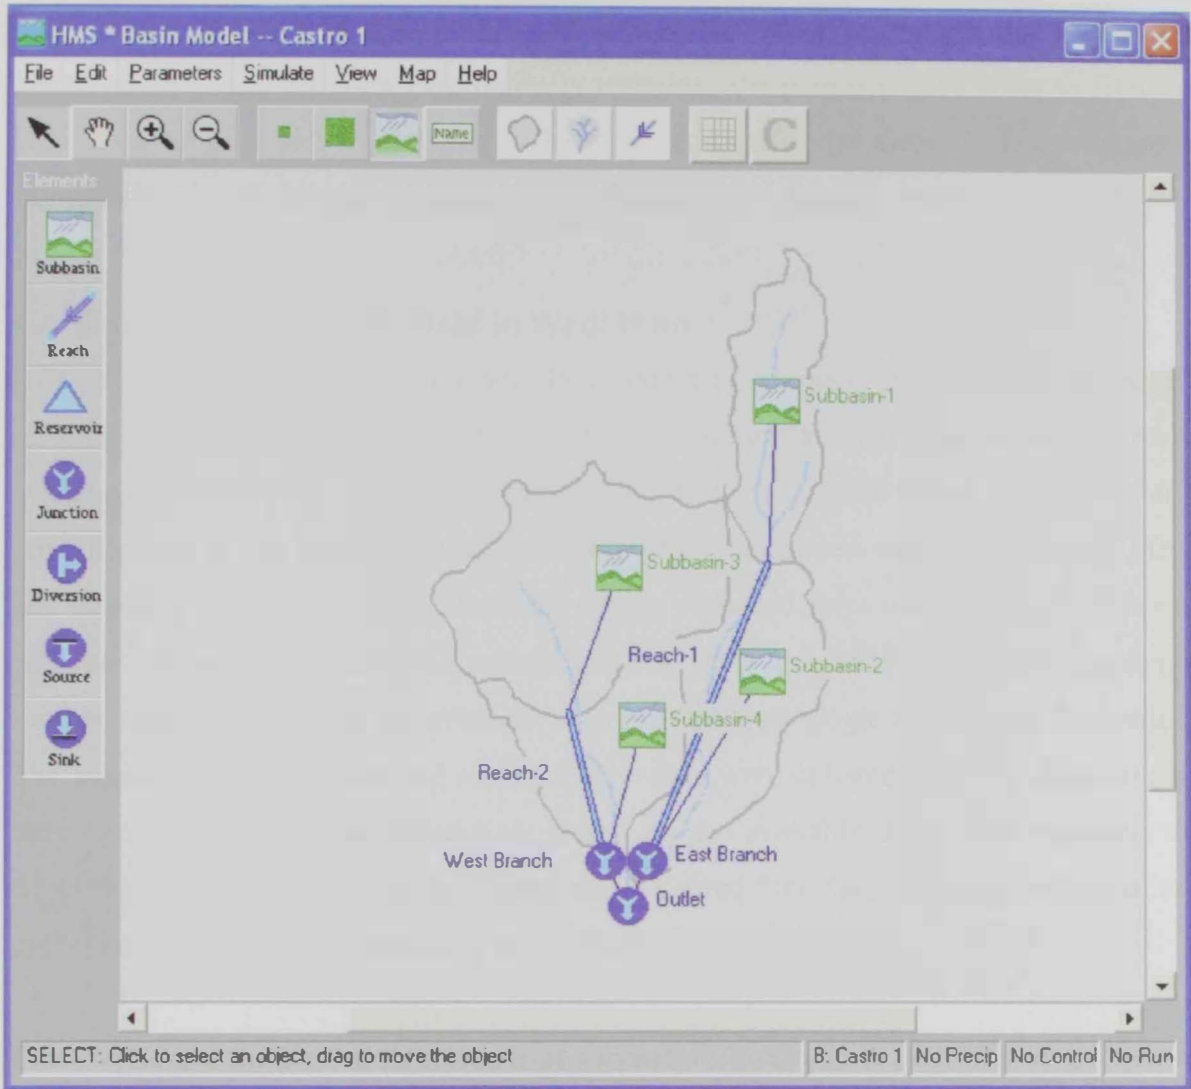 HMS * Basin Model -- Castro 1
File Edit Parameters Simulate View Map Help
Name
C
Elements
Subbasin
Reach
Reservoir
Junction
Diversion
Source
Sink
Subbasin-1
Subbasin-3
Reach-1
Subbasin-2
Subbasin-4
Reach-2
West Branch
East Branch
Outlet
SELECT: Click to select an object, drag to move the object
B: Castro 1
No Precip
No Control
No Run